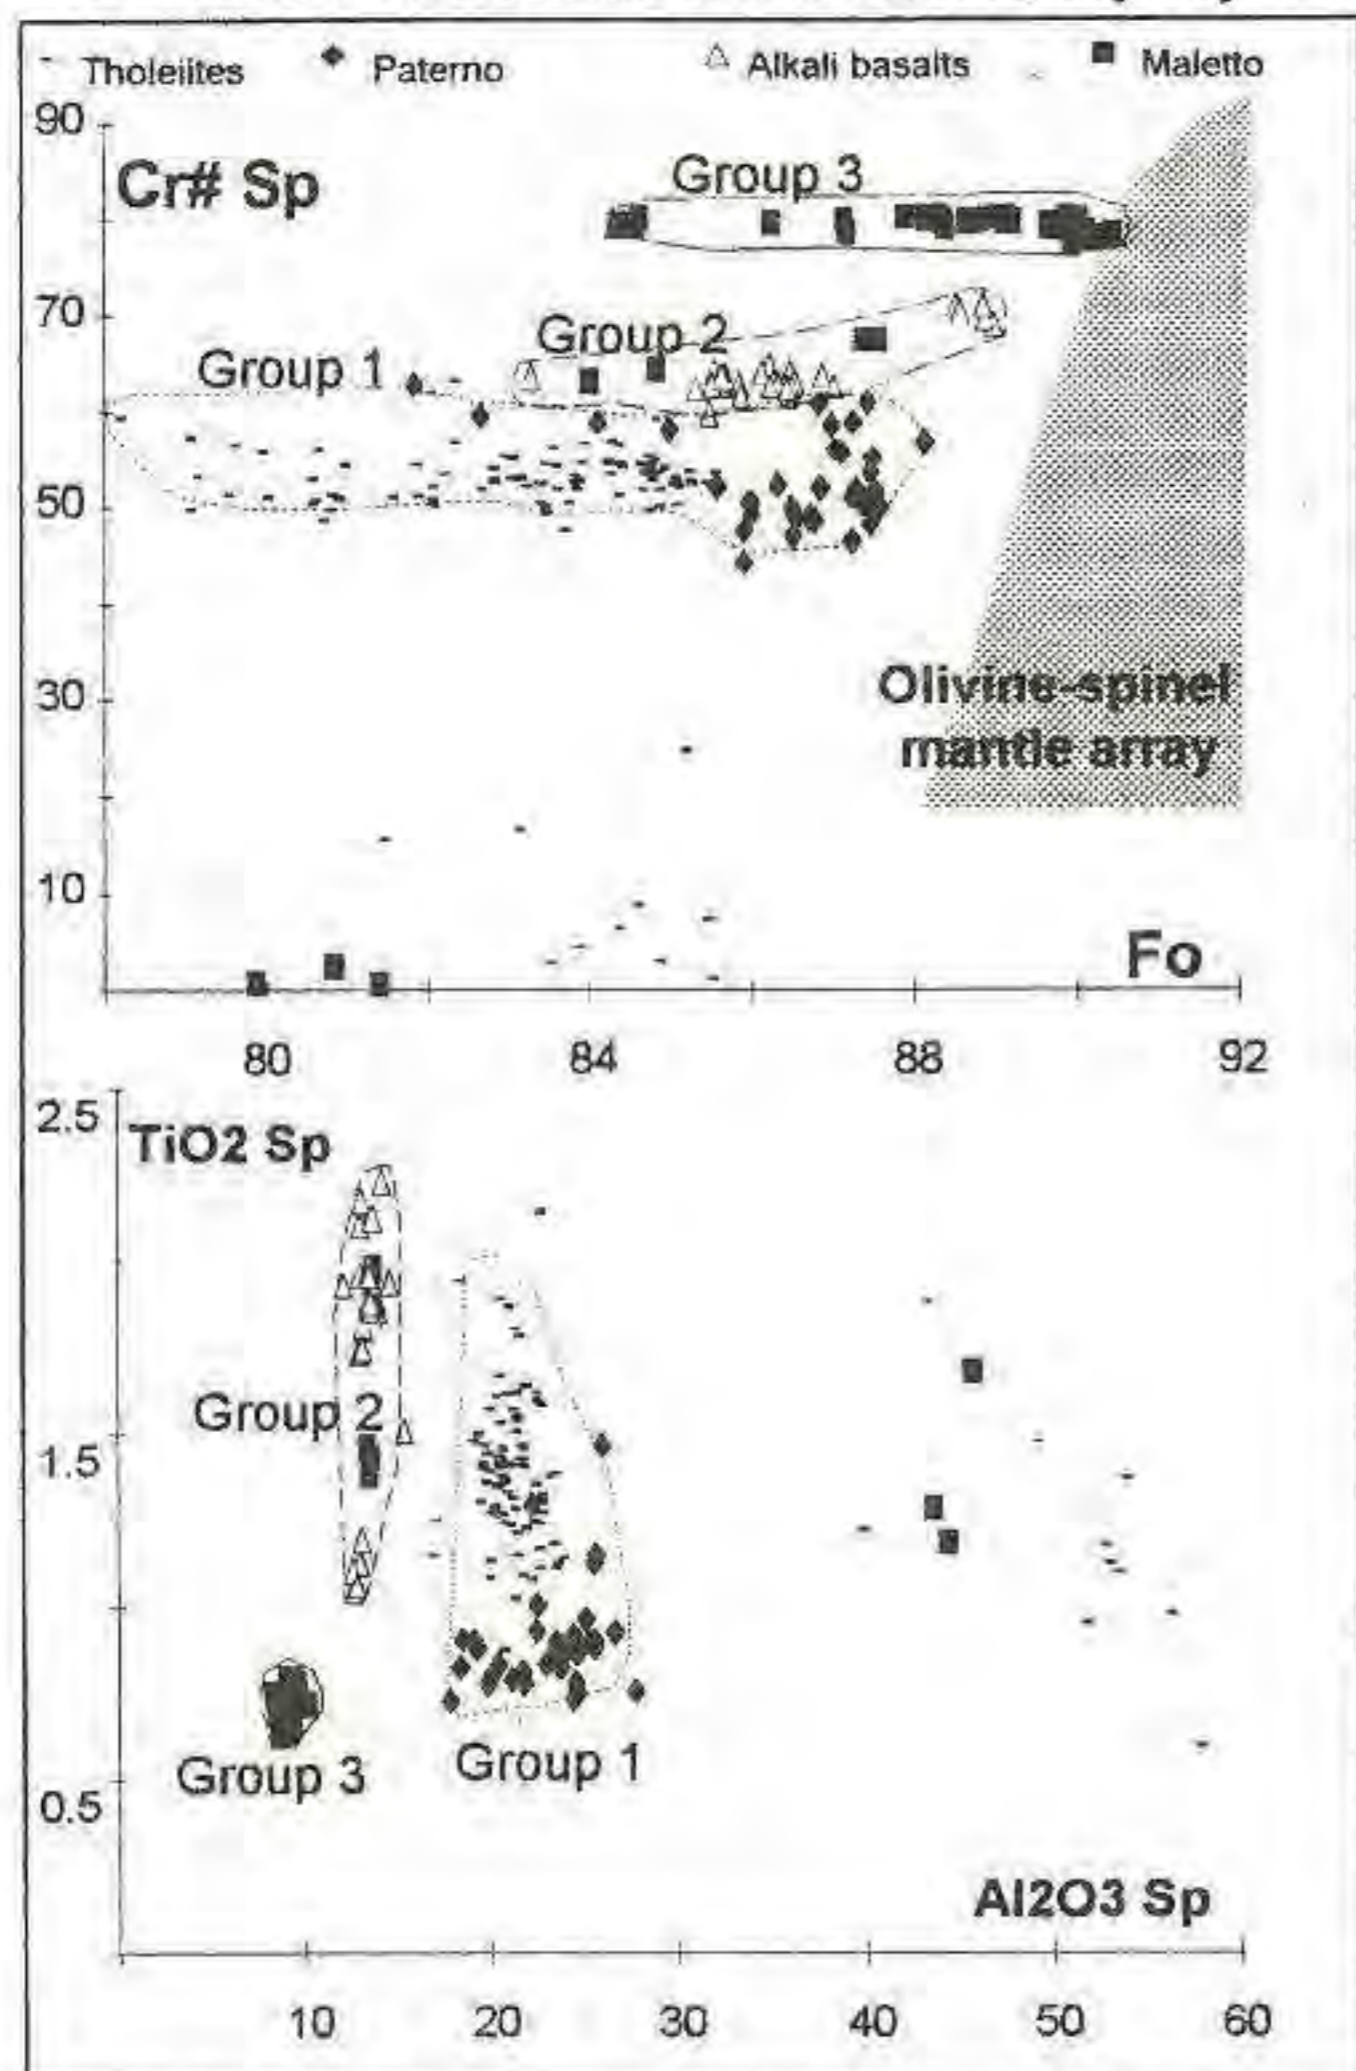 - Tholeiites ◆ Paterno △ Alkali basalts ■ Maletto
90
Cr# Sp
Group 3
70
Group 2
Group 1
50
30
Olivine-spinel
mantle array
10
Fo
80 84 88 92
2.5
TiO2 Sp
Group 2
1.5
Group 3
Group 1
0.5
Al2O3 Sp
10 20 30 40 50 60